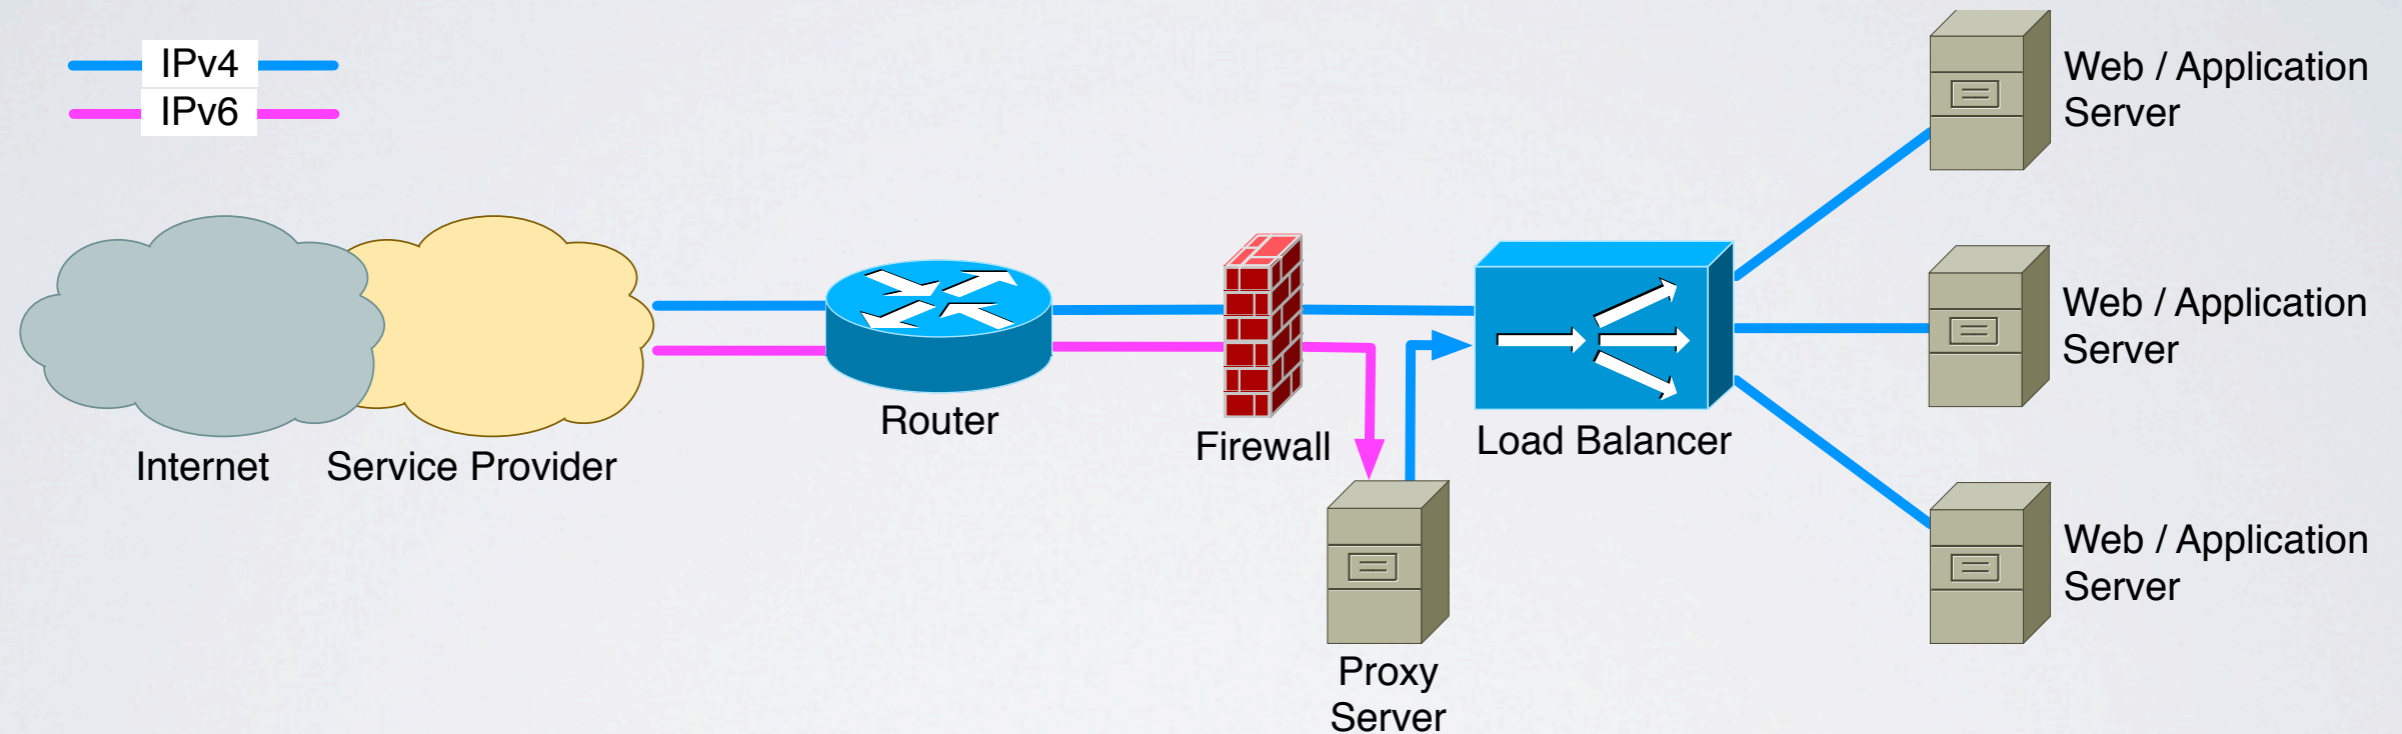 IPv4
IPv6
Internet
Service Provider
Router
Firewall
Proxy
Server
Load Balancer
Web / Application
Server
Web / Application
Server
Web / Application
Server